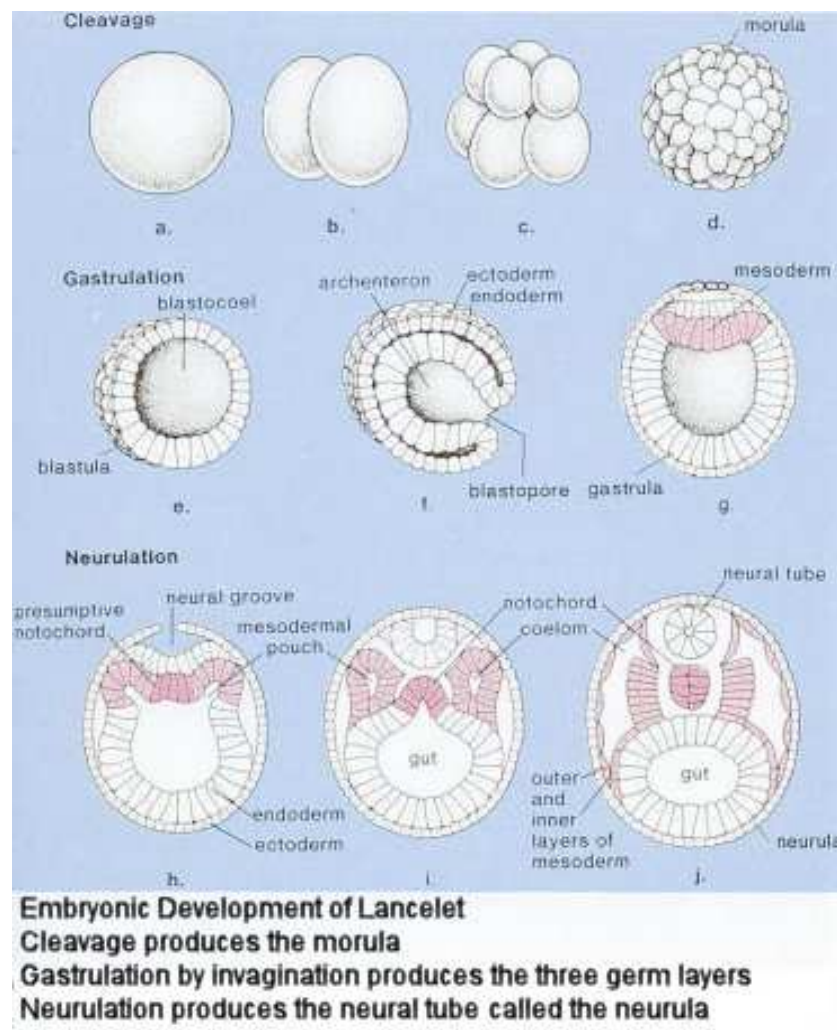 Cleavage
morula
a.
b.
c.
d.
Gastrulation
blastocoel
archenteron
ectoderm
endoderm
mesoderm
blastula
blastopore
gastrula
e.
f.
g.
Neurulation
neural groove
presumptive
notochord
mesodermal
pouch
notochord
coelom
neural tube
gut
gut
endoderm
ectoderm
outer
and
inner
layers of
mesoderm
neurula
h.
i.
j.
Embryonic Development of Lancelet
Cleavage produces the morula
Gastrulation by invagination produces the three germ layers
Neurulation produces the neural tube called the neurula